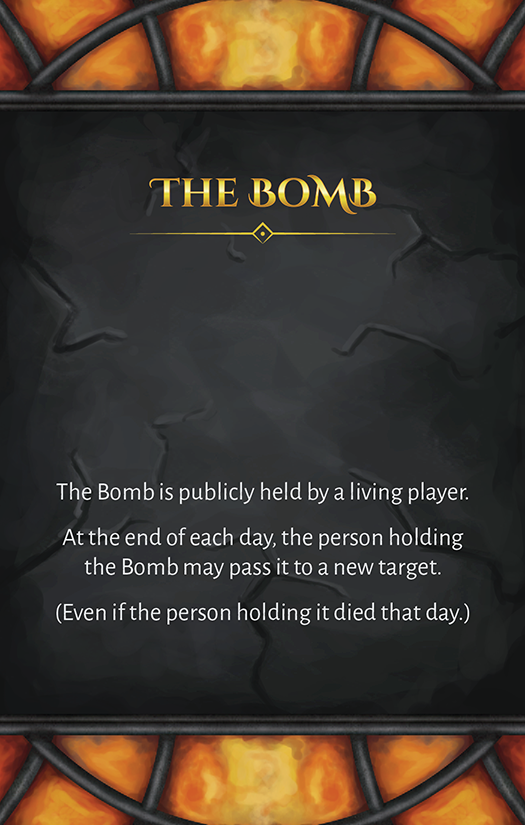 THE BOMB
The Bomb is publicly held by a living player.
At the end of each day, the person holding
the Bomb may pass it to a new target.
(Even if the person holding it died that day.)